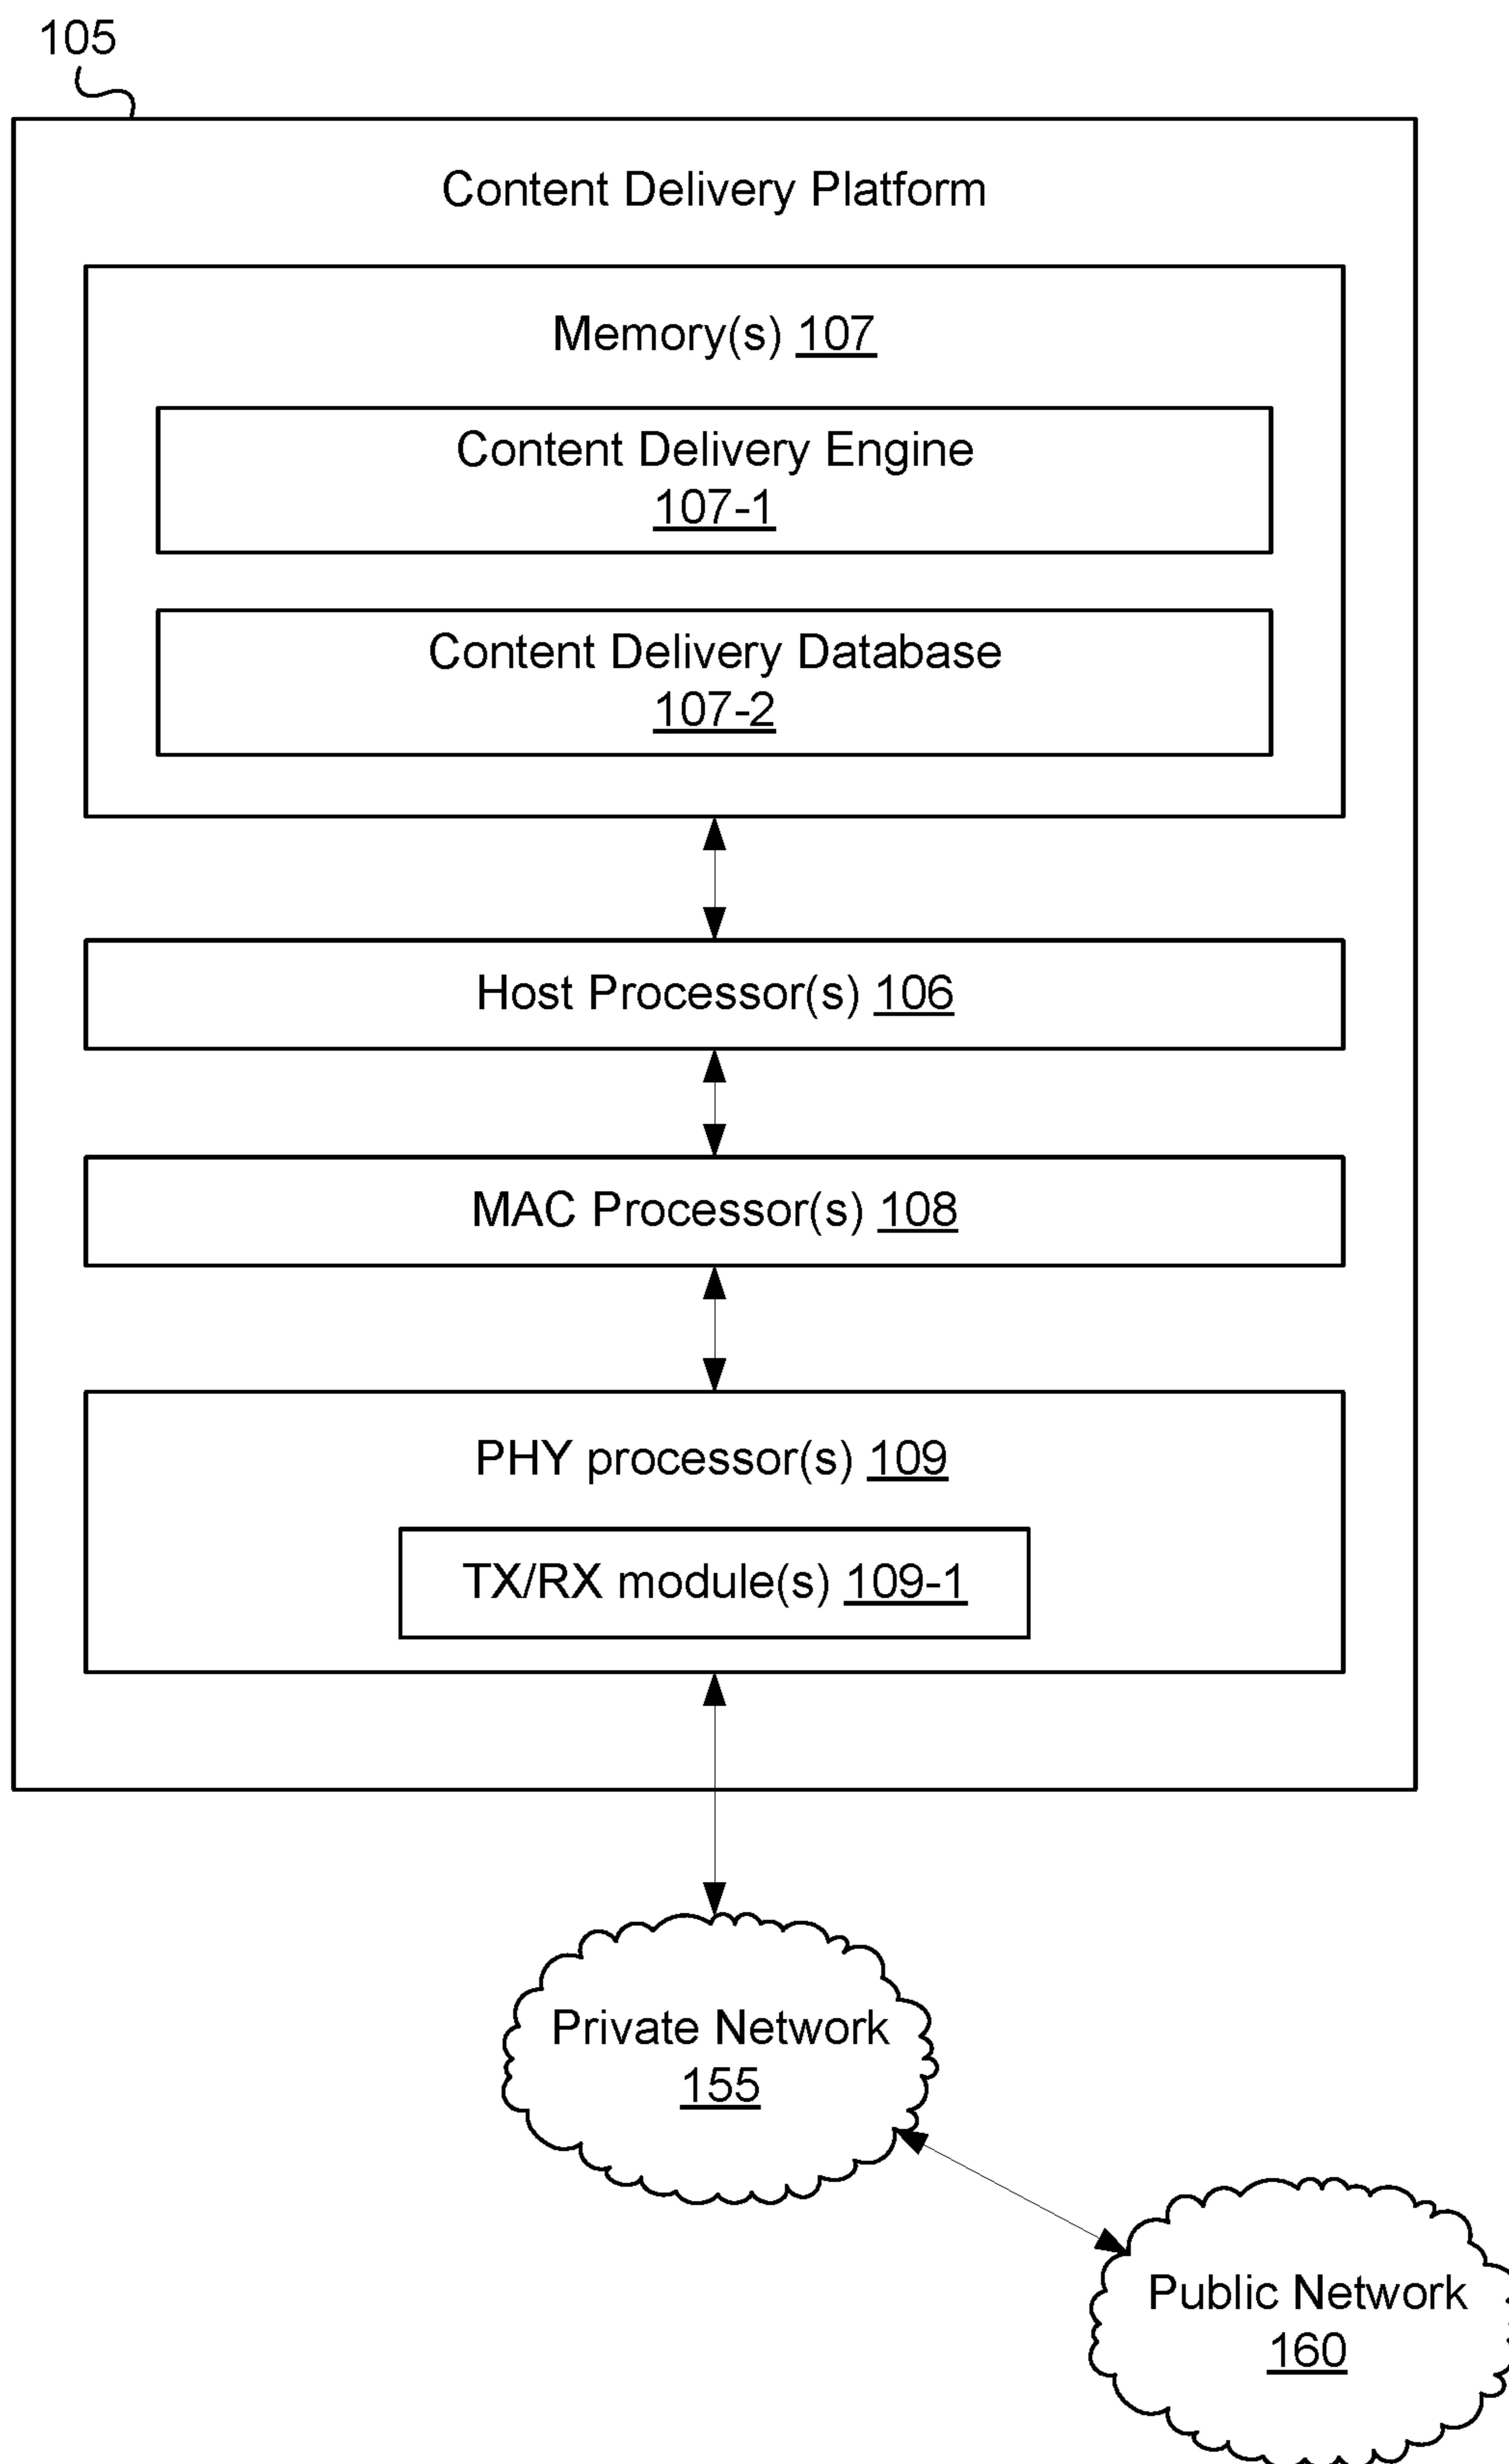 105
Content Delivery Platform
Memory(s) 107
Content Delivery Engine
107-1
Content Delivery Database
107-2
Host Processor(s) 106
MAC Processor(s) 108
PHY processor(s) 109
TX/RX module(s) 109-1
Private Network
155
Public Network
160